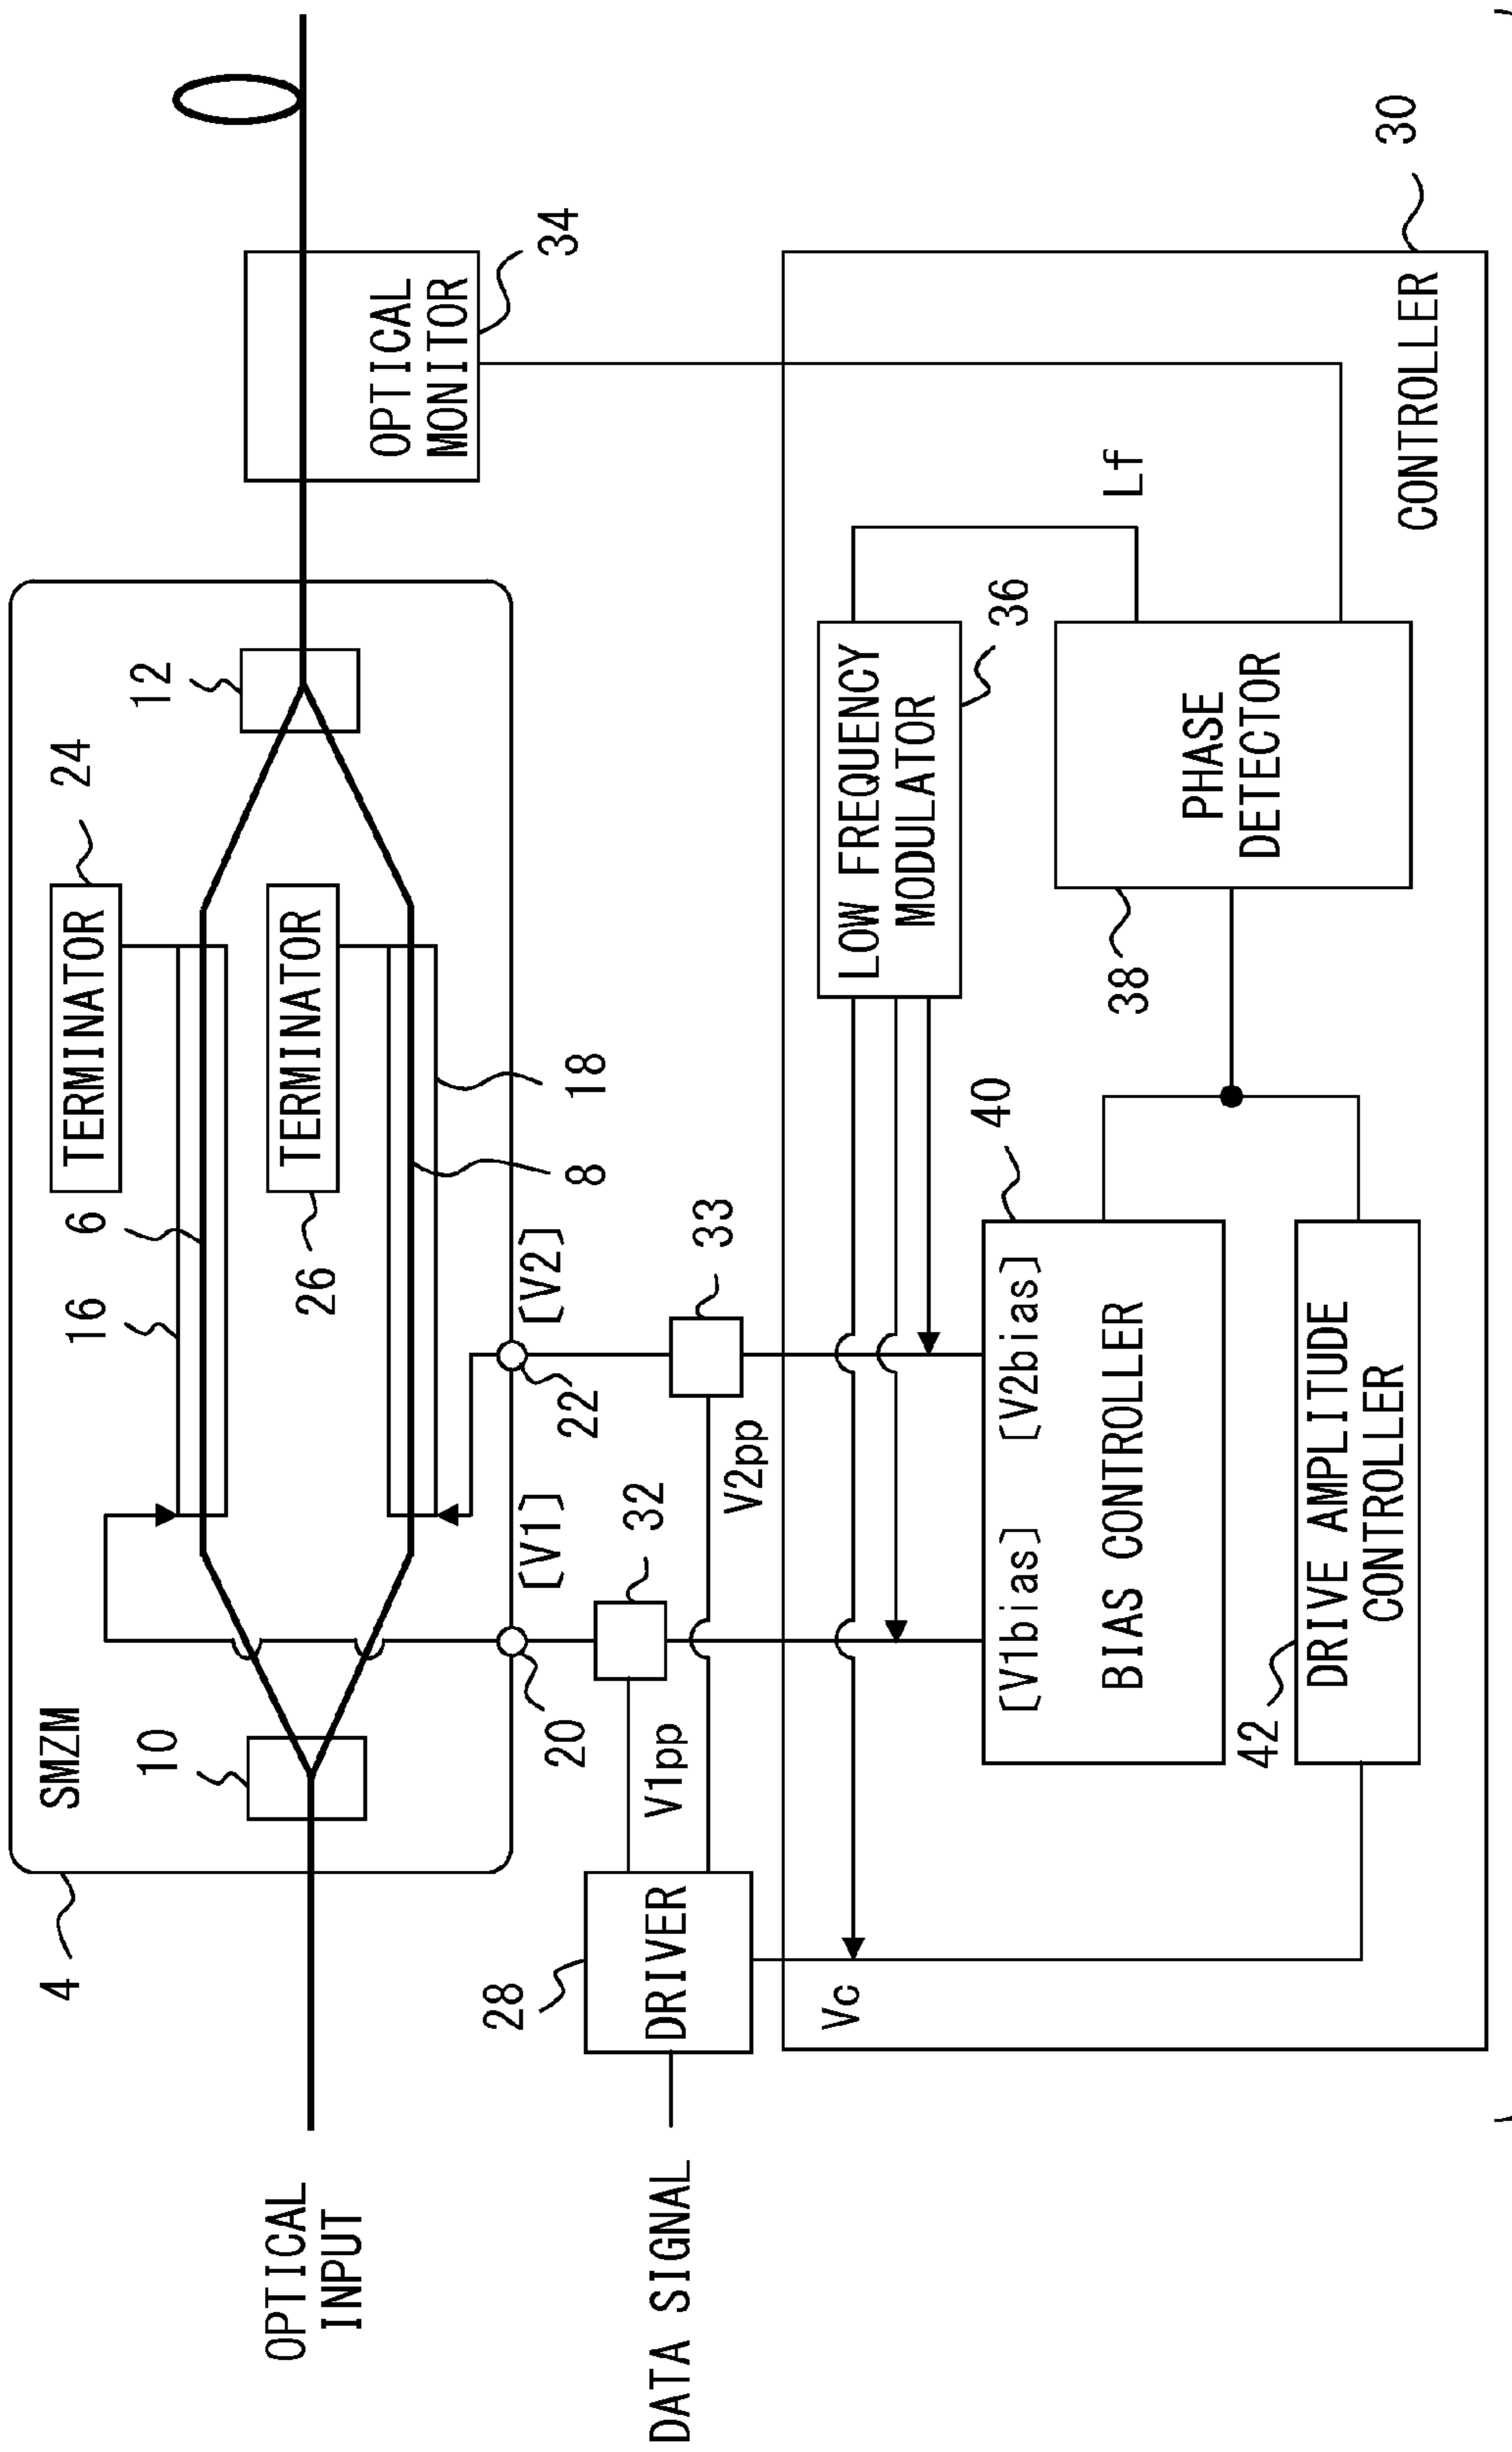 4
SMZM
10
16
6
TERMINATOR
24
12
TERMINATOR
26
8
18
OPTICAL
INPUT
20
[V1]
22
[V2]
OPTICAL
MONITOR
34
28
DRIVER
V1pp
32
V2pp
33
DATA SIGNAL
Vc
LOW FREQUENCY
MODULATOR
36
Lf
40
[V1bias]
[V2bias]
BIAS CONTROLLER
38
PHASE
DETECTOR
42
DRIVE AMPLITUDE
CONTROLLER
CONTROLLER
30